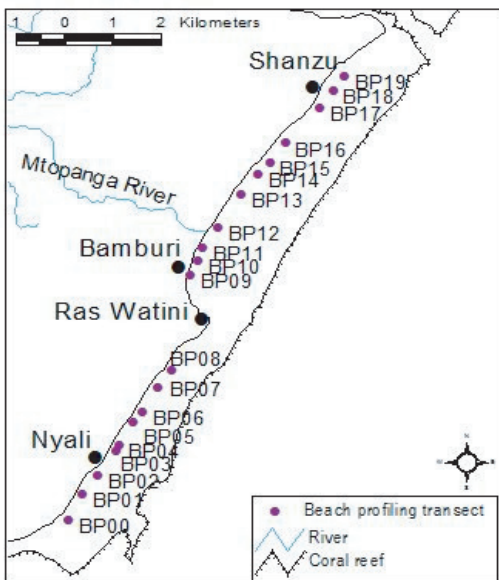 1 0 1 2 Kilometers
Shanzu
BP19
BP18
BP17
BP16
BP15
BP14
BP13
Mtopanga River
BP12
Bamburi
BP11
BP10
BP09
Ras Watini
BP08
BP07
BP06
BP05
Nyali
BP04
BP03
BP02
BP01
BP00
Beach profiling transect
River
Coral reef